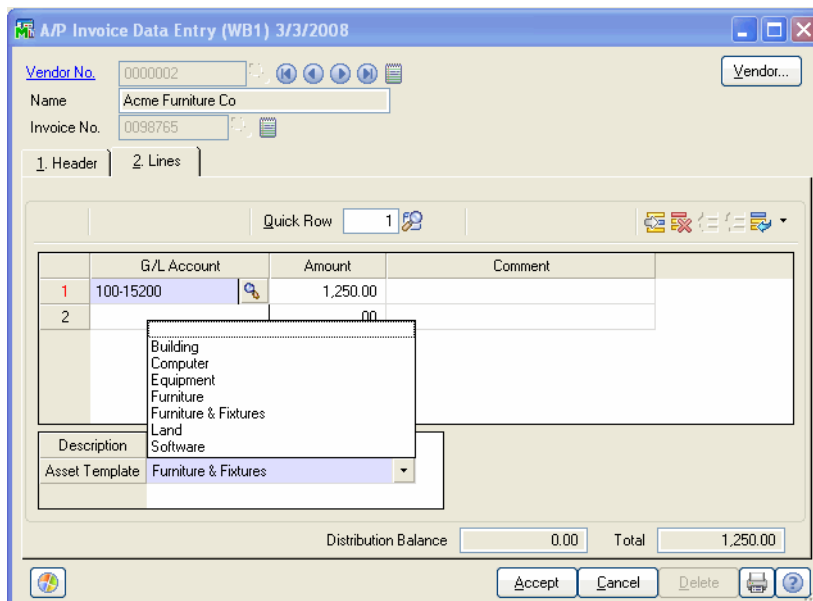 A/P Invoice Data Entry (WB1) 3/3/2008
Vendor No. 0000002 Vendor...
Name Acme Furniture Co
Invoice No. 0098765
1. Header 2. Lines
Quick Row 1
G/L Account Amount Comment
1 100-15200 1,250.00
2 .00
Building
Computer
Equipment
Furniture
Furniture & Fixtures
Land
Software
Description
Asset Template Furniture & Fixtures
Distribution Balance 0.00 Total 1,250.00
Accept Cancel Delete